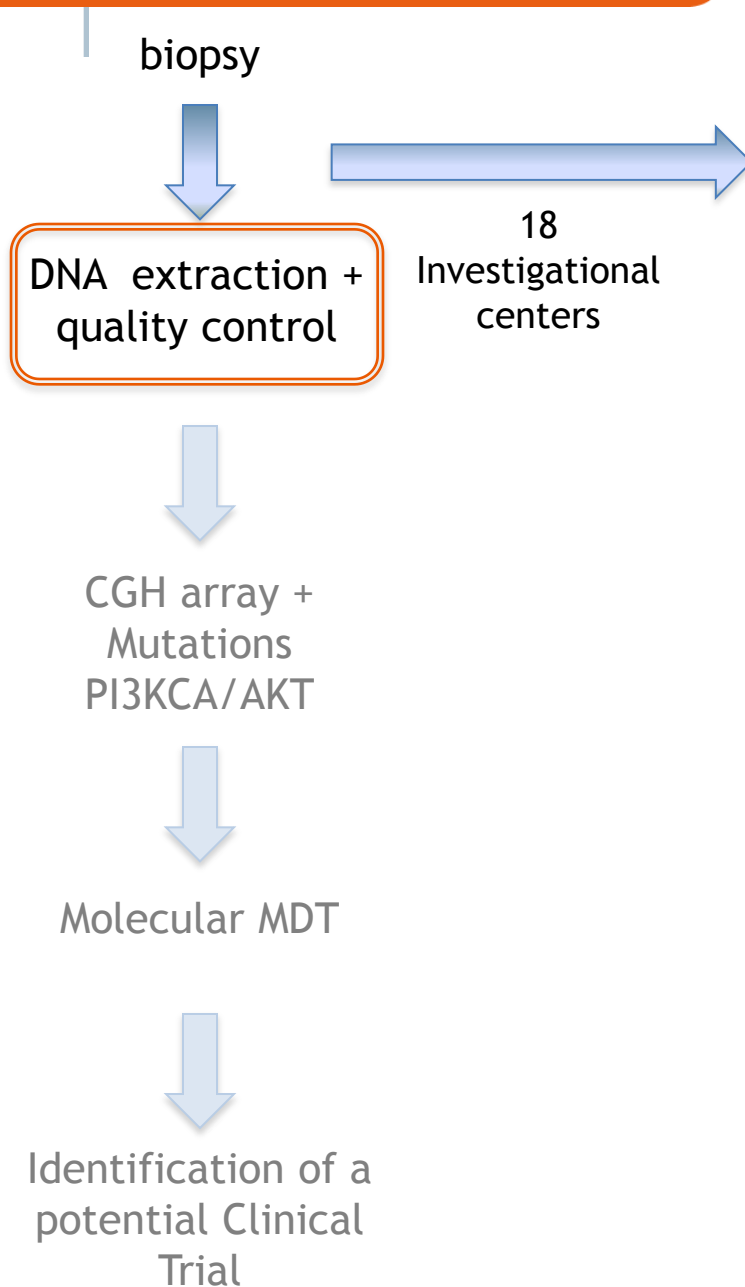 biopsy
DNA extraction +
quality control
18
Investigational
centers
CGH array +
Mutations
PI3KCA/AKT
Molecular MDT
Identification of a
potential Clinical
Trial